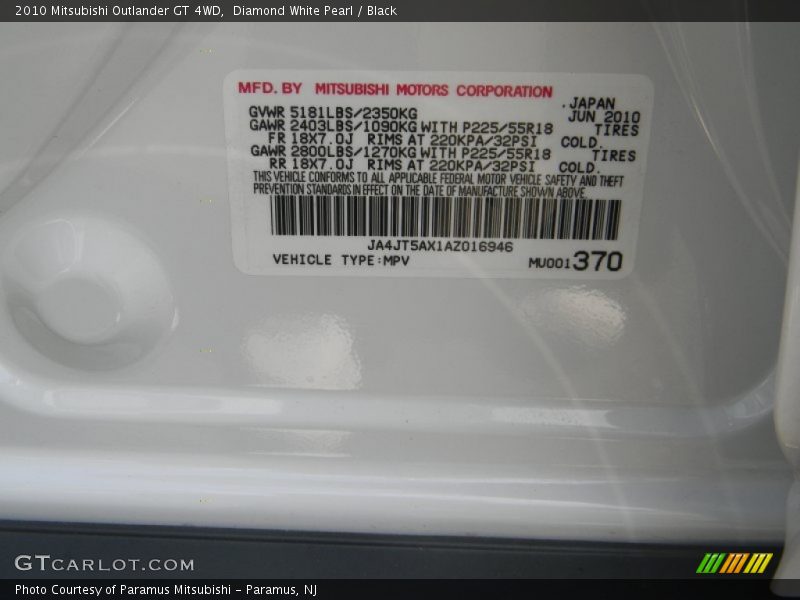 2010 Mitsubishi Outlander GT 4WD,  Diamond White Pearl / Black
MFD. BY  MITSUBISHI MOTORS CORPORATION
.JAPAN
GVWR 5181LBS/2350KG JUN 2010
GAWR 2403LBS/1090KG WITH P225/55R18 TIRES
FR 18X7.0J RIMS AT 220KPA/32PSI COLD.
GAWR 2800LBS/1270KG WITH P225/55R18 TIRES
RR 18X7.0J RIMS AT 220KPA/32PSI COLD.
THIS VEHICLE CONFORMS TO ALL APPLICABLE FEDERAL MOTOR VEHICLE SAFETY AND THEFT
PREVENTION STANDARDS IN EFFECT ON THE DATE OF MANUFACTURE SHOWN ABOVE.
JA4JT5AX1AZ016946
VEHICLE TYPE:MPV MU001370
GTCARLOT.COM
Photo Courtesy of Paramus Mitsubishi - Paramus, NJ